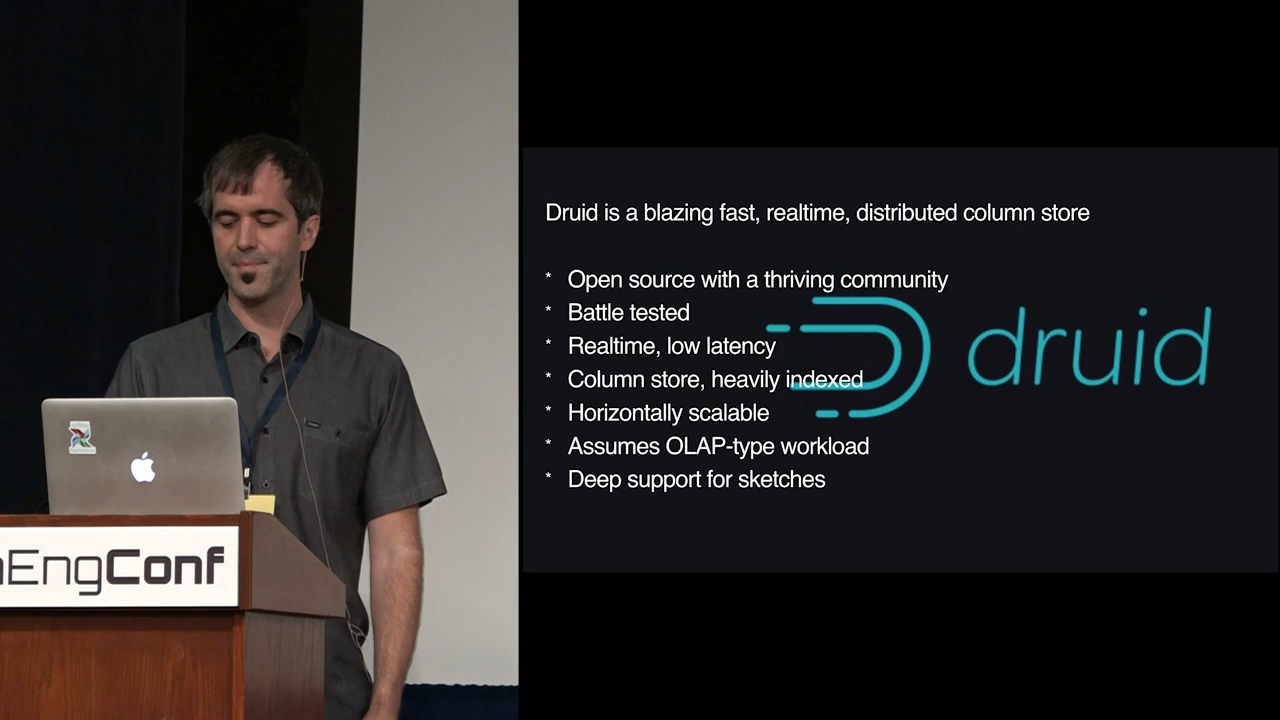 Druid is a blazing fast, realtime, distributed column store
* Open source with a thriving community
* Battle tested
* Realtime, low latency
* Column store, heavily indexed
* Horizontally scalable
* Assumes OLAP-type workload
* Deep support for sketches
druid
EngConf